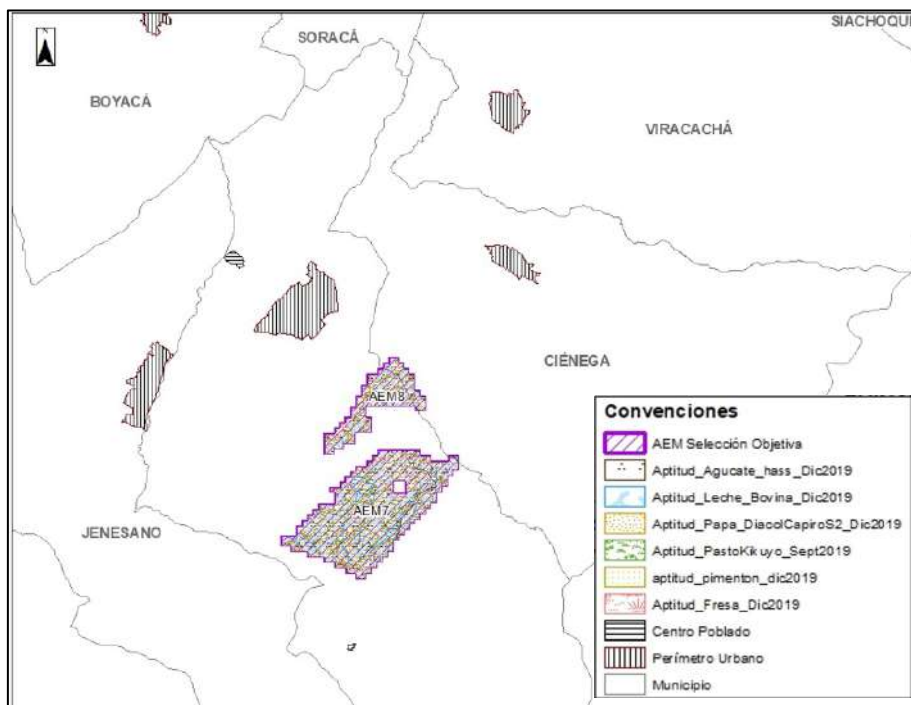 SORACÁ
SIACHOQU
BOYACÁ
VIRACACHÁ
CIÉNEGA
AEM8
AEM7
JENESANO
Convenciones
AEM Selección Objetiva
Aptitud_Agucate_hass_Dic2019
Aptitud_Leche_Bovina_Dic2019
Aptitud_Papa_DiacolCapiroS2_Dic2019
Aptitud_PastoKikuyo_Sept2019
aptitud_pimenton_dic2019
Aptitud_Fresa_Dic2019
Centro Poblado
Perímetro Urbano
Municipio